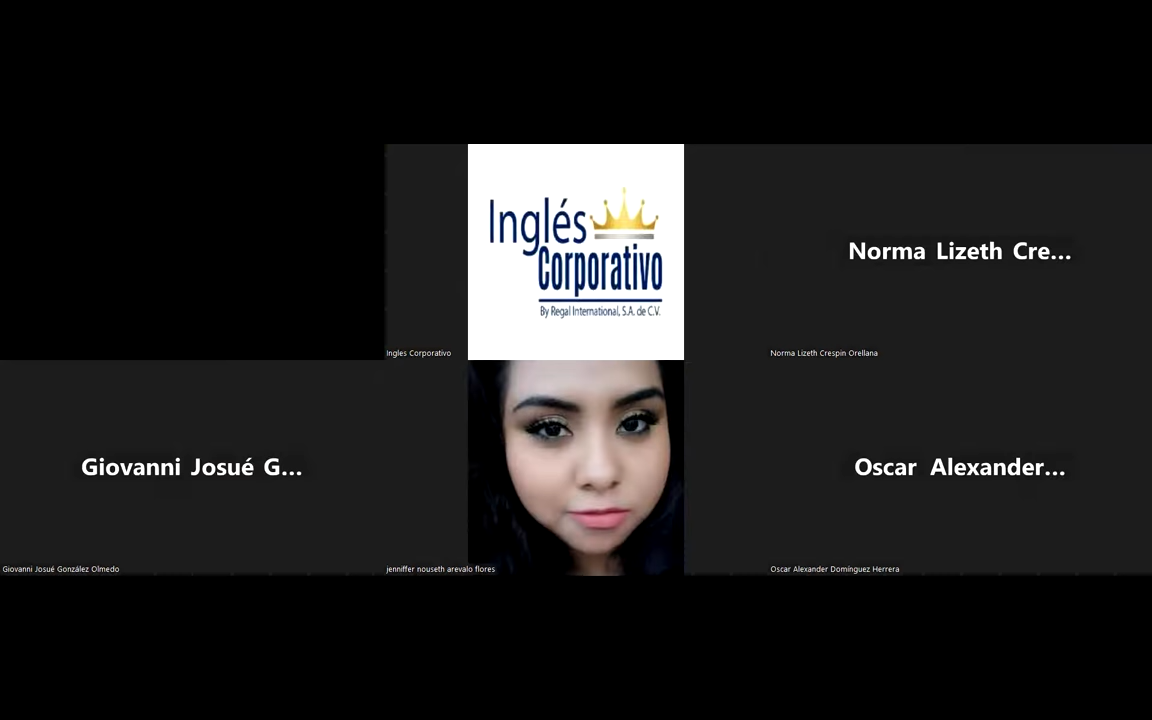 Inglés
Corporativo
By Regal International, S.A. de C.V.
Norma Lizeth Cre...
Ingles Corporativo
Norma Lizeth Crespin Orellana
Giovanni Josué G...
Oscar Alexander...
Giovanni Josué González Olmedo
jenniffer nouseth arevalo flores
Oscar Alexander Domínguez Herrera